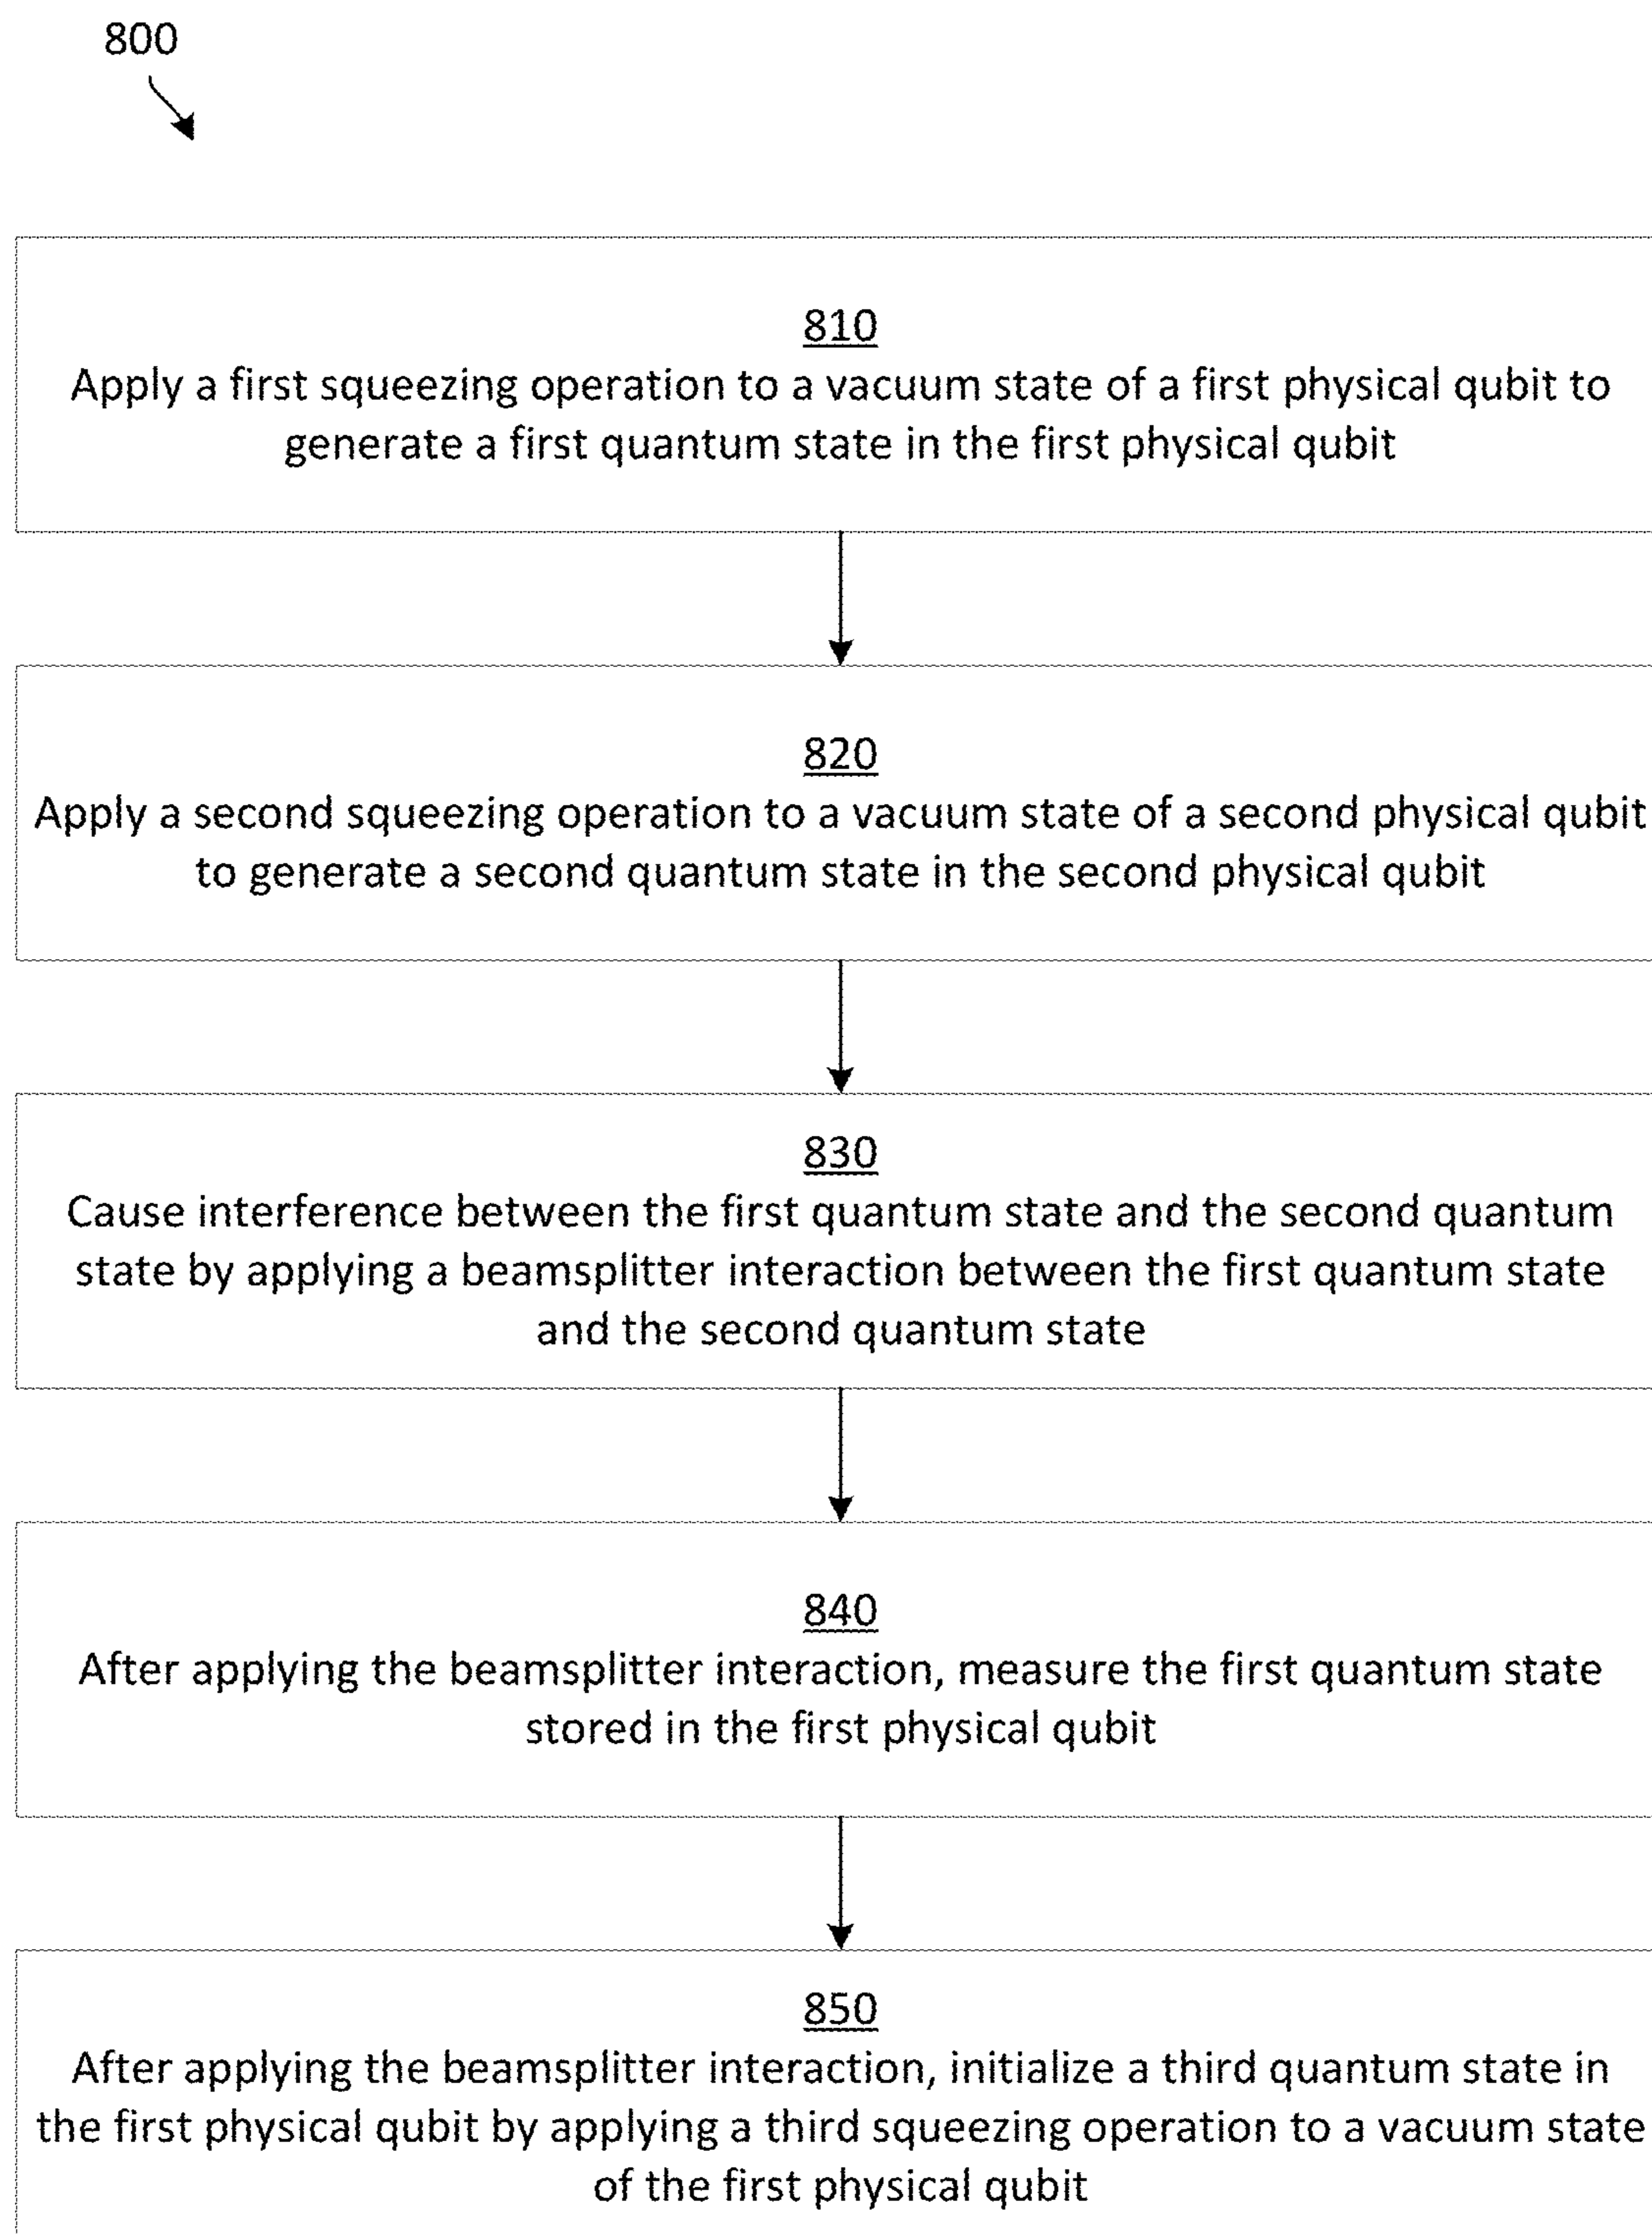 800
810
Apply a first squeezing operation to a vacuum state of a first physical qubit to
generate a first quantum state in the first physical qubit
820
Apply a second squeezing operation to a vacuum state of a second physical qubit
to generate a second quantum state in the second physical qubit
830
Cause interference between the first quantum state and the second quantum
state by applying a beamsplitter interaction between the first quantum state
and the second quantum state
840
After applying the beamsplitter interaction, measure the first quantum state
stored in the first physical qubit
850
After applying the beamsplitter interaction, initialize a third quantum state in
the first physical qubit by applying a third squeezing operation to a vacuum state
of the first physical qubit